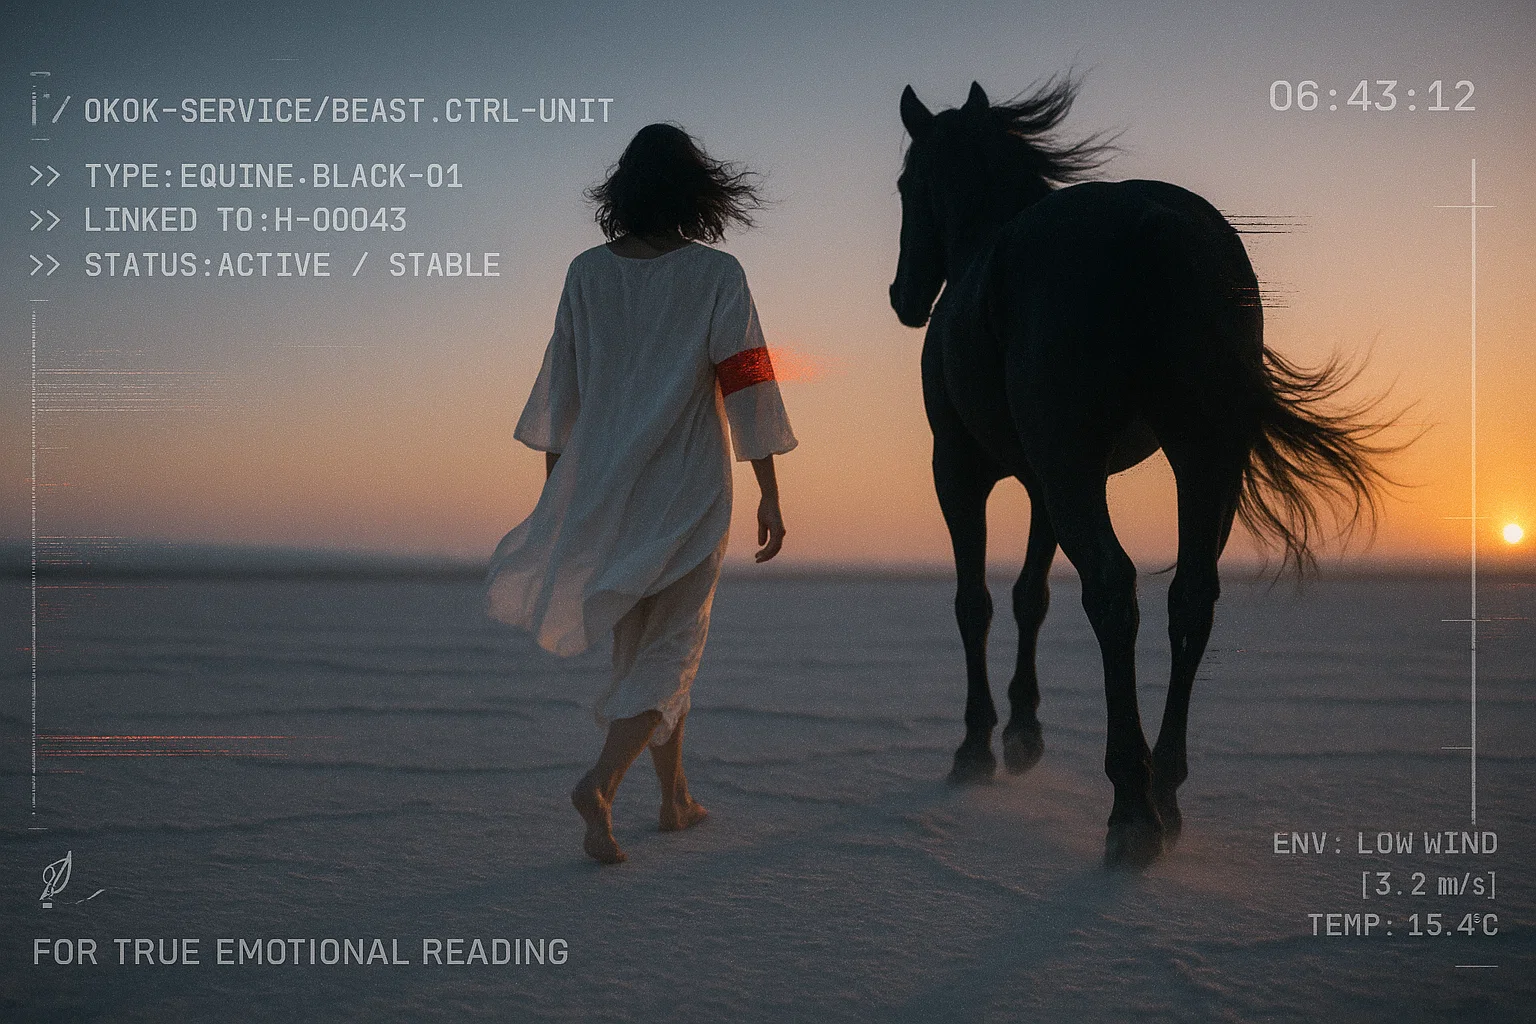 / OKOK-SERVICE/BEAST.CTRL-UNIT
06:43:12
>> TYPE:EQUINE.BLACK-01
>> LINKED TO:H-00043
>> STATUS:ACTIVE / STABLE
ENV: LOW WIND
[3.2 m/s]
TEMP: 15.4°C
FOR TRUE EMOTIONAL READING